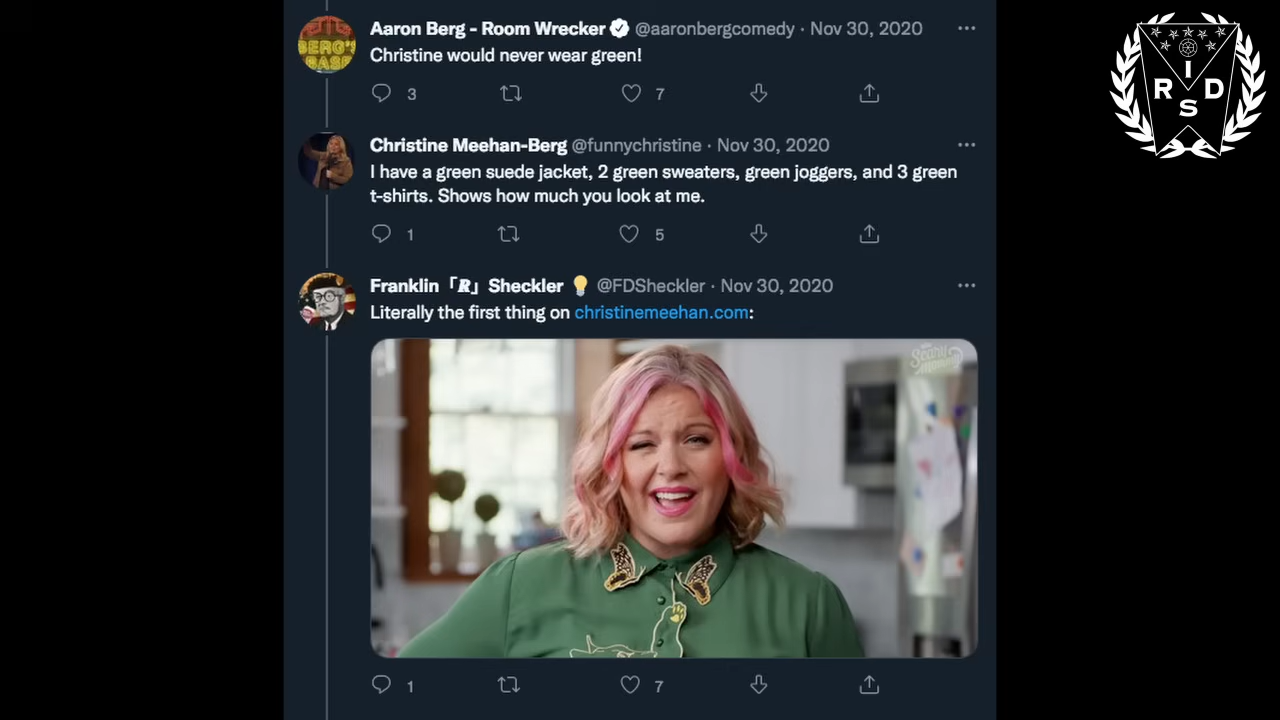 Aaron Berg - Room Wrecker @aaronbergcomedy · Nov 30, 2020
Christine would never wear green!
3 7
Christine Meehan-Berg @funnychristine · Nov 30, 2020
I have a green suede jacket, 2 green sweaters, green joggers, and 3 green
t-shirts. Shows how much you look at me.
1 5
Franklin「R」Sheckler 💡 @FDSheckler · Nov 30, 2020
Literally the first thing on christinemeehan.com:
Scary Mommy
1 7
I
R D
S